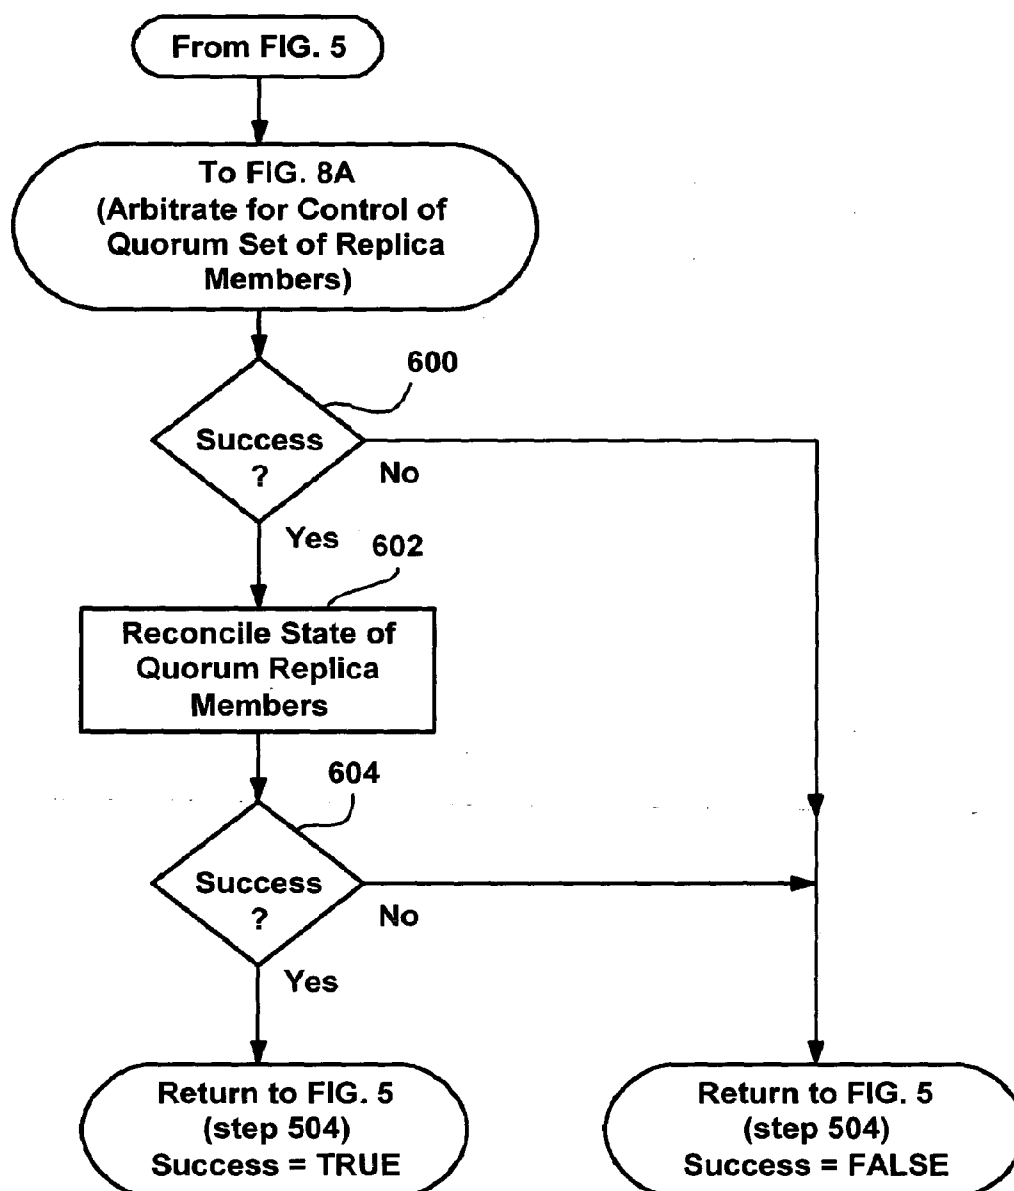 From FIG. 5
To FIG. 8A
(Arbitrate for Control of
Quorum Set of Replica
Members)
600
Success
?
No
Yes
602
Reconcile State of
Quorum Replica
Members
604
Success
?
No
Yes
Return to FIG. 5
(step 504)
Success = TRUE
Return to FIG. 5
(step 504)
Success = FALSE